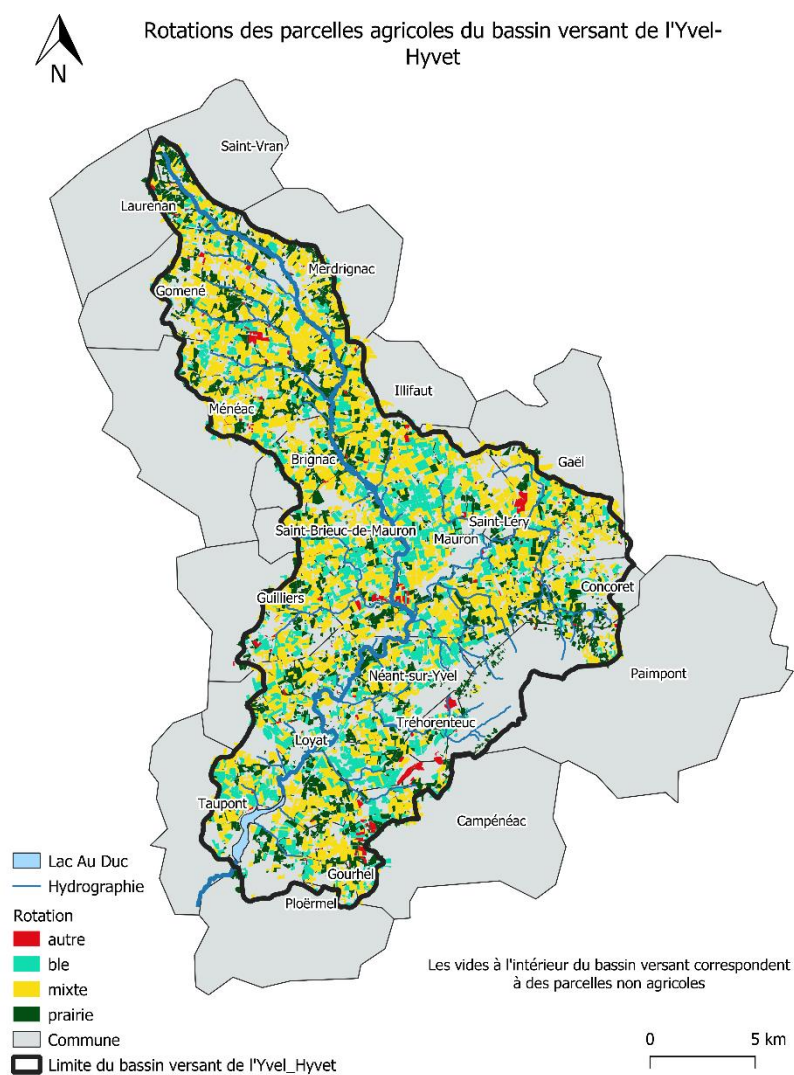 Rotations des parcelles agricoles du bassin versant de l'Yvel-
Hyvet
N
Saint-Vran
Laurenan
Merdrignac
Gomené
Illifaut
Ménéac
Brignac
Gaël
Saint-Léry
Saint-Brieuc-de-Mauron
Mauron
Concoret
Guilliers
Paimpont
Néant-sur-Yvel
Tréhorenteuc
Loyat
Taupont
Campénéac
Gourhel
Ploërmel
Lac Au Duc
Hydrographie
Rotation
autre
ble
mixte
prairie
Commune
Limite du bassin versant de l'Yvel_Hyvet
Les vides à l'intérieur du bassin versant correspondent
à des parcelles non agricoles
0 5 km